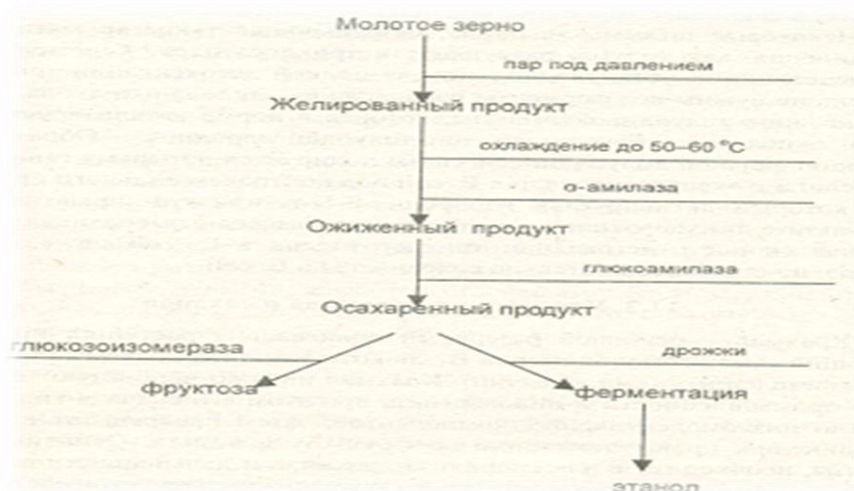 Молотое зерно
пар под давлением
Желированный продукт
охлаждение до 50–60 °С
α-амилаза
Ожиженный продукт
глюкоамилаза
Осахаренный продукт
глюкозоизомераза
дрожжи
фруктоза
ферментация
этанол